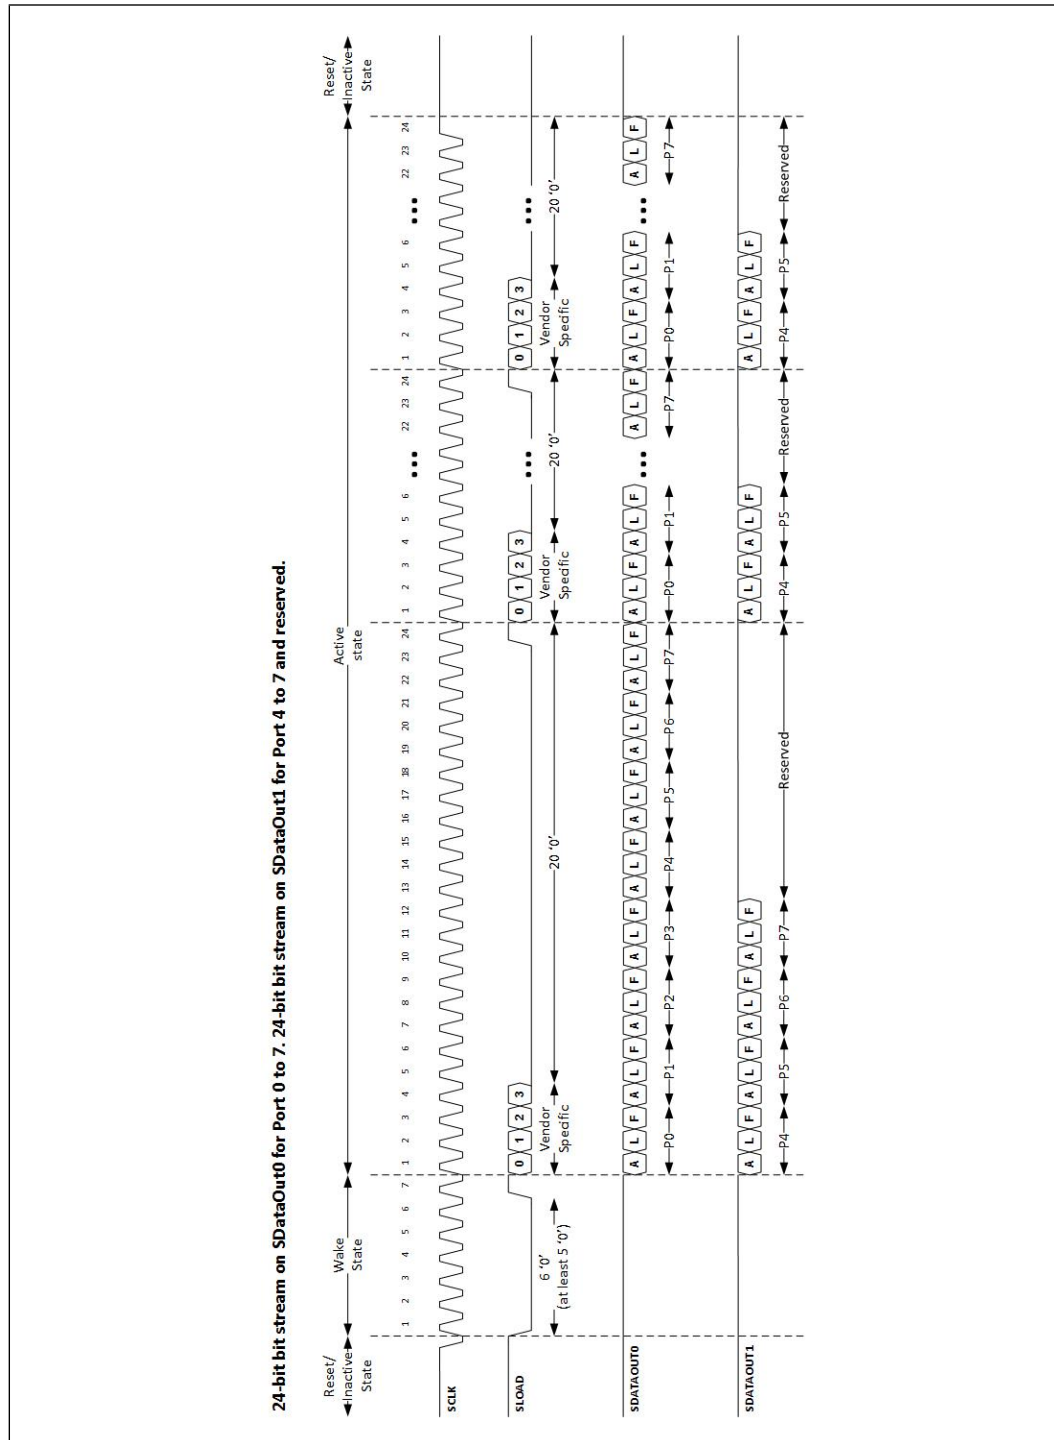 24-bit bit stream on SDataOut0 for Port 0 to 7. 24-bit bit stream on SDataOut1 for Port 4 to 7 and reserved.
Reset/ Inactive State
Wake State
Active state
Reset/ Inactive State
1 2 3 4 5 6 7 1 2 3 4 5 6 7 8 9 10 11 12 13 14 15 16 17 18 19 20 21 22 23 24 1 2 3 4 5 6 ••• 22 23 24 1 2 3 4 5 6 ••• 22 23 24
SCLK
SLOAD
0 1 2 3 0 1 2 3 ••• 0 1 2 3 •••
6 '0' (at least 5 '0')
Vendor Specific
20 '0'
Vendor Specific
20 '0'
Vendor Specific
20 '0'
SDATAOUT0
A L F A L F A L F A L F A L F A L F A L F A L F A L F A L F ••• A L F A L F A L F ••• A L F
P0 P1 P2 P3 P4 P5 P6 P7 P0 P1 P7 P0 P1 P7
SDATAOUT1
A L F A L F A L F A L F A L F A L F A L F A L F
P4 P5 P6 P7 Reserved P4 P5 Reserved P4 P5 Reserved